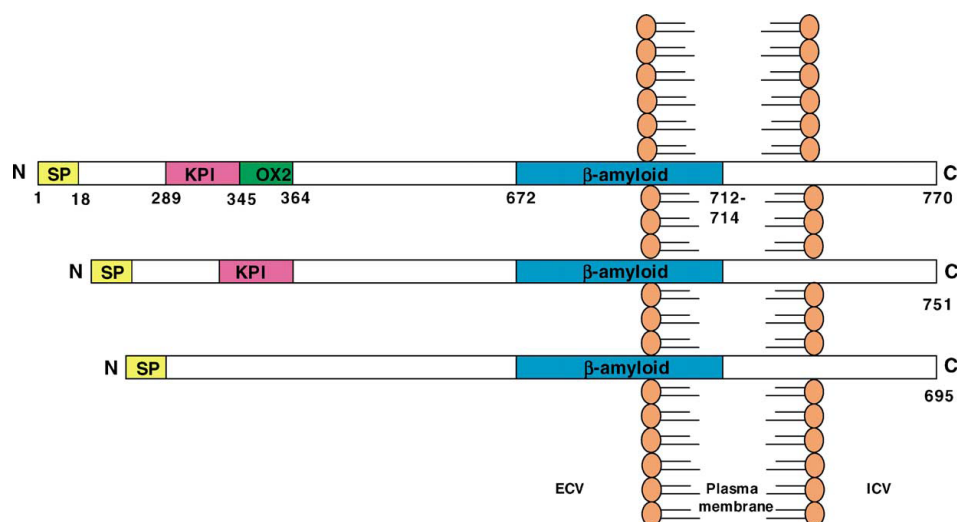 N SP KPI OX2 β-amyloid C
1 18 289 345 364 672 712-714 770
N SP KPI β-amyloid C
751
N SP β-amyloid C
695
ECV Plasma membrane ICV